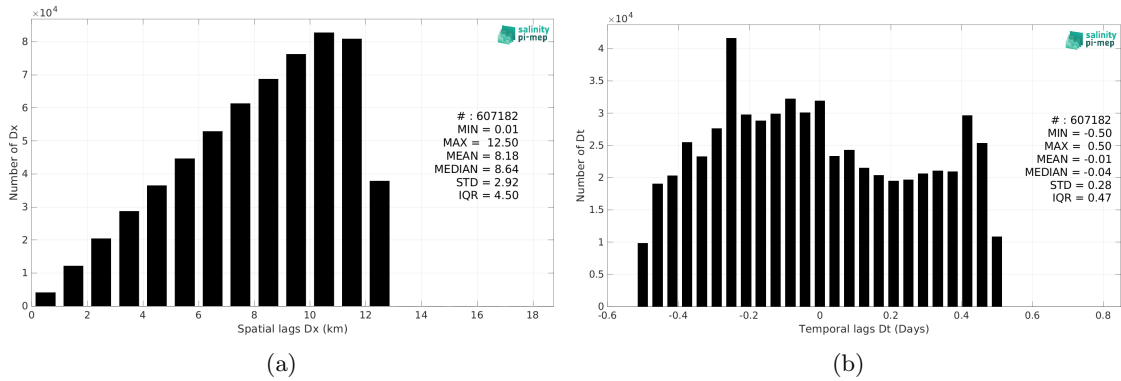 ×10⁴
9
8
7
6
5
4
3
2
1
0
Number of Dx
0
2
4
6
8
10
12
14
16
18
Spatial lags Dx (km)
salinity
pi-mep
# : 607182
MIN = 0.01
MAX = 12.50
MEAN = 8.18
MEDIAN = 8.64
STD = 2.92
IQR = 4.50
(a)
×10⁴
4
3.5
3
2.5
2
1.5
1
0.5
0
Number of Dt
-0.6
-0.4
-0.2
0
0.2
0.4
0.6
0.8
Temporal lags Dt (Days)
salinity
pi-mep
# : 607182
MIN = -0.50
MAX = 0.50
MEAN = -0.01
MEDIAN = -0.04
STD = 0.28
IQR = 0.47
(b)